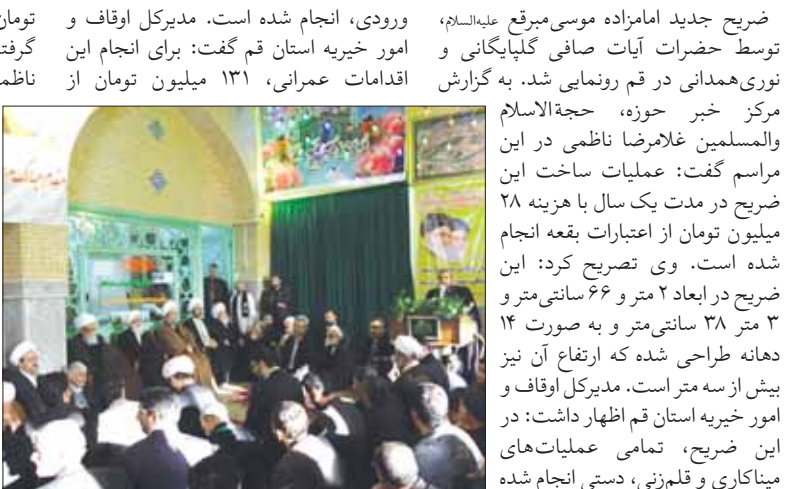 ضریح جدید امامزاده موسی‌مبرقع علیه‌السلام،
توسط حضرات آیات صافی گلپایگانی و
نوری‌همدانی در قم رونمایی شد. به گزارش
مرکز خبر حوزه، حجةالاسلام
والمسلمین غلامرضا ناظمی در این
مراسم گفت: عملیات ساخت این
ضریح در مدت یک سال با هزینه ۲۸
میلیون تومان از اعتبارات بقعه انجام
شده است. وی تصریح کرد: این
ضریح در ابعاد ۲ متر و ۶۶ سانتی‌متر و
۳ متر ۳۸ سانتی‌متر و به صورت ۱۴
دهانه طراحی شده که ارتفاع آن نیز
بیش از سه متر است. مدیرکل اوقاف و
امور خیریه استان قم اظهار داشت: در
این ضریح، تمامی عملیات‌های
میناکاری و قلم‌زنی، دستی انجام شده
ورودی، انجام شده است. مدیرکل اوقاف و
امور خیریه استان قم گفت: برای انجام این
اقدامات عمرانی، ۱۳۱ میلیون تومان از
تومان
گرفته
ناظم